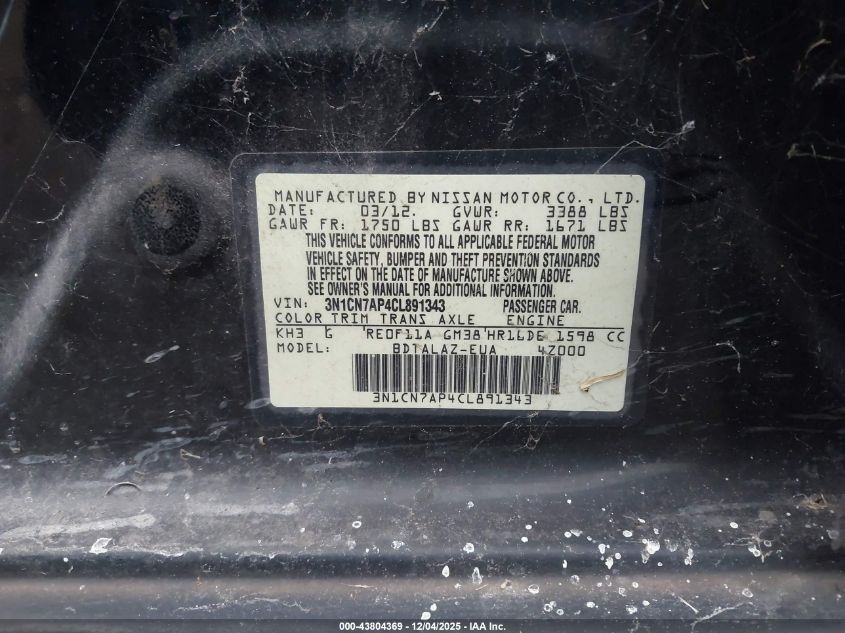 MANUFACTURED BY NISSAN MOTOR CO., LTD.
DATE: 03/12. GVWR: 3388 LBS
GAWR FR: 1750 LBS GAWR RR: 1671 LBS
THIS VEHICLE CONFORMS TO ALL APPLICABLE FEDERAL MOTOR
VEHICLE SAFETY, BUMPER AND THEFT PREVENTION STANDARDS
IN EFFECT ON THE DATE OF MANUFACTURE SHOWN ABOVE.
SEE OWNER'S MANUAL FOR ADDITIONAL INFORMATION.
VIN: 3N1CN7AP4CL891343 PASSENGER CAR.
COLOR TRIM TRANS AXLE ENGINE
KH3 G RE0F11A GM38 HR16DE 1598 CC
MODEL: BDTALAZ-EUA 4Z000
3N1CN7AP4CL891343
000-43804369 - 12/04/2025 - IAA Inc.